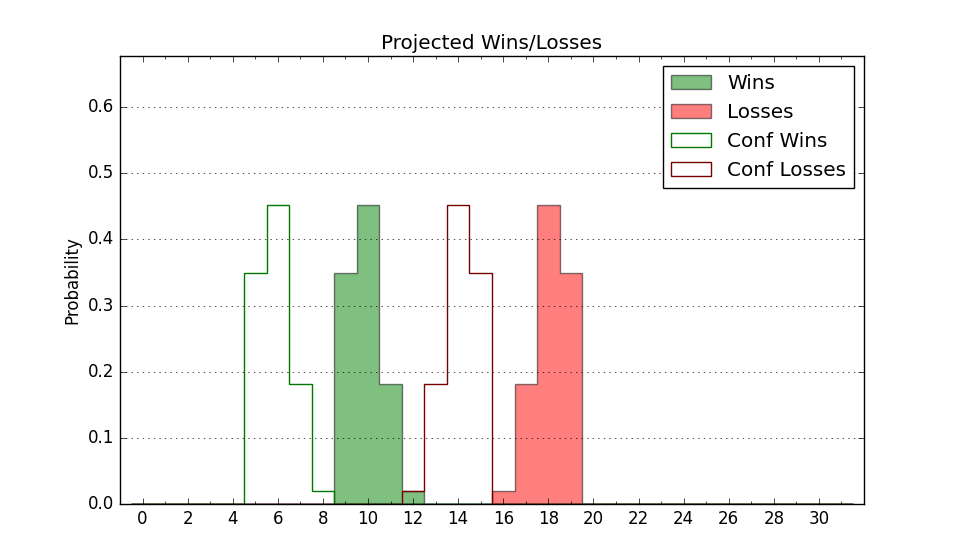 Projected Wins/Losses
Wins
Losses
Conf Wins
Conf Losses
Probability
0.6
0.5
0.4
0.3
0.2
0.1
0.0
0 2 4 6 8 10 12 14 16 18 20 22 24 26 28 30